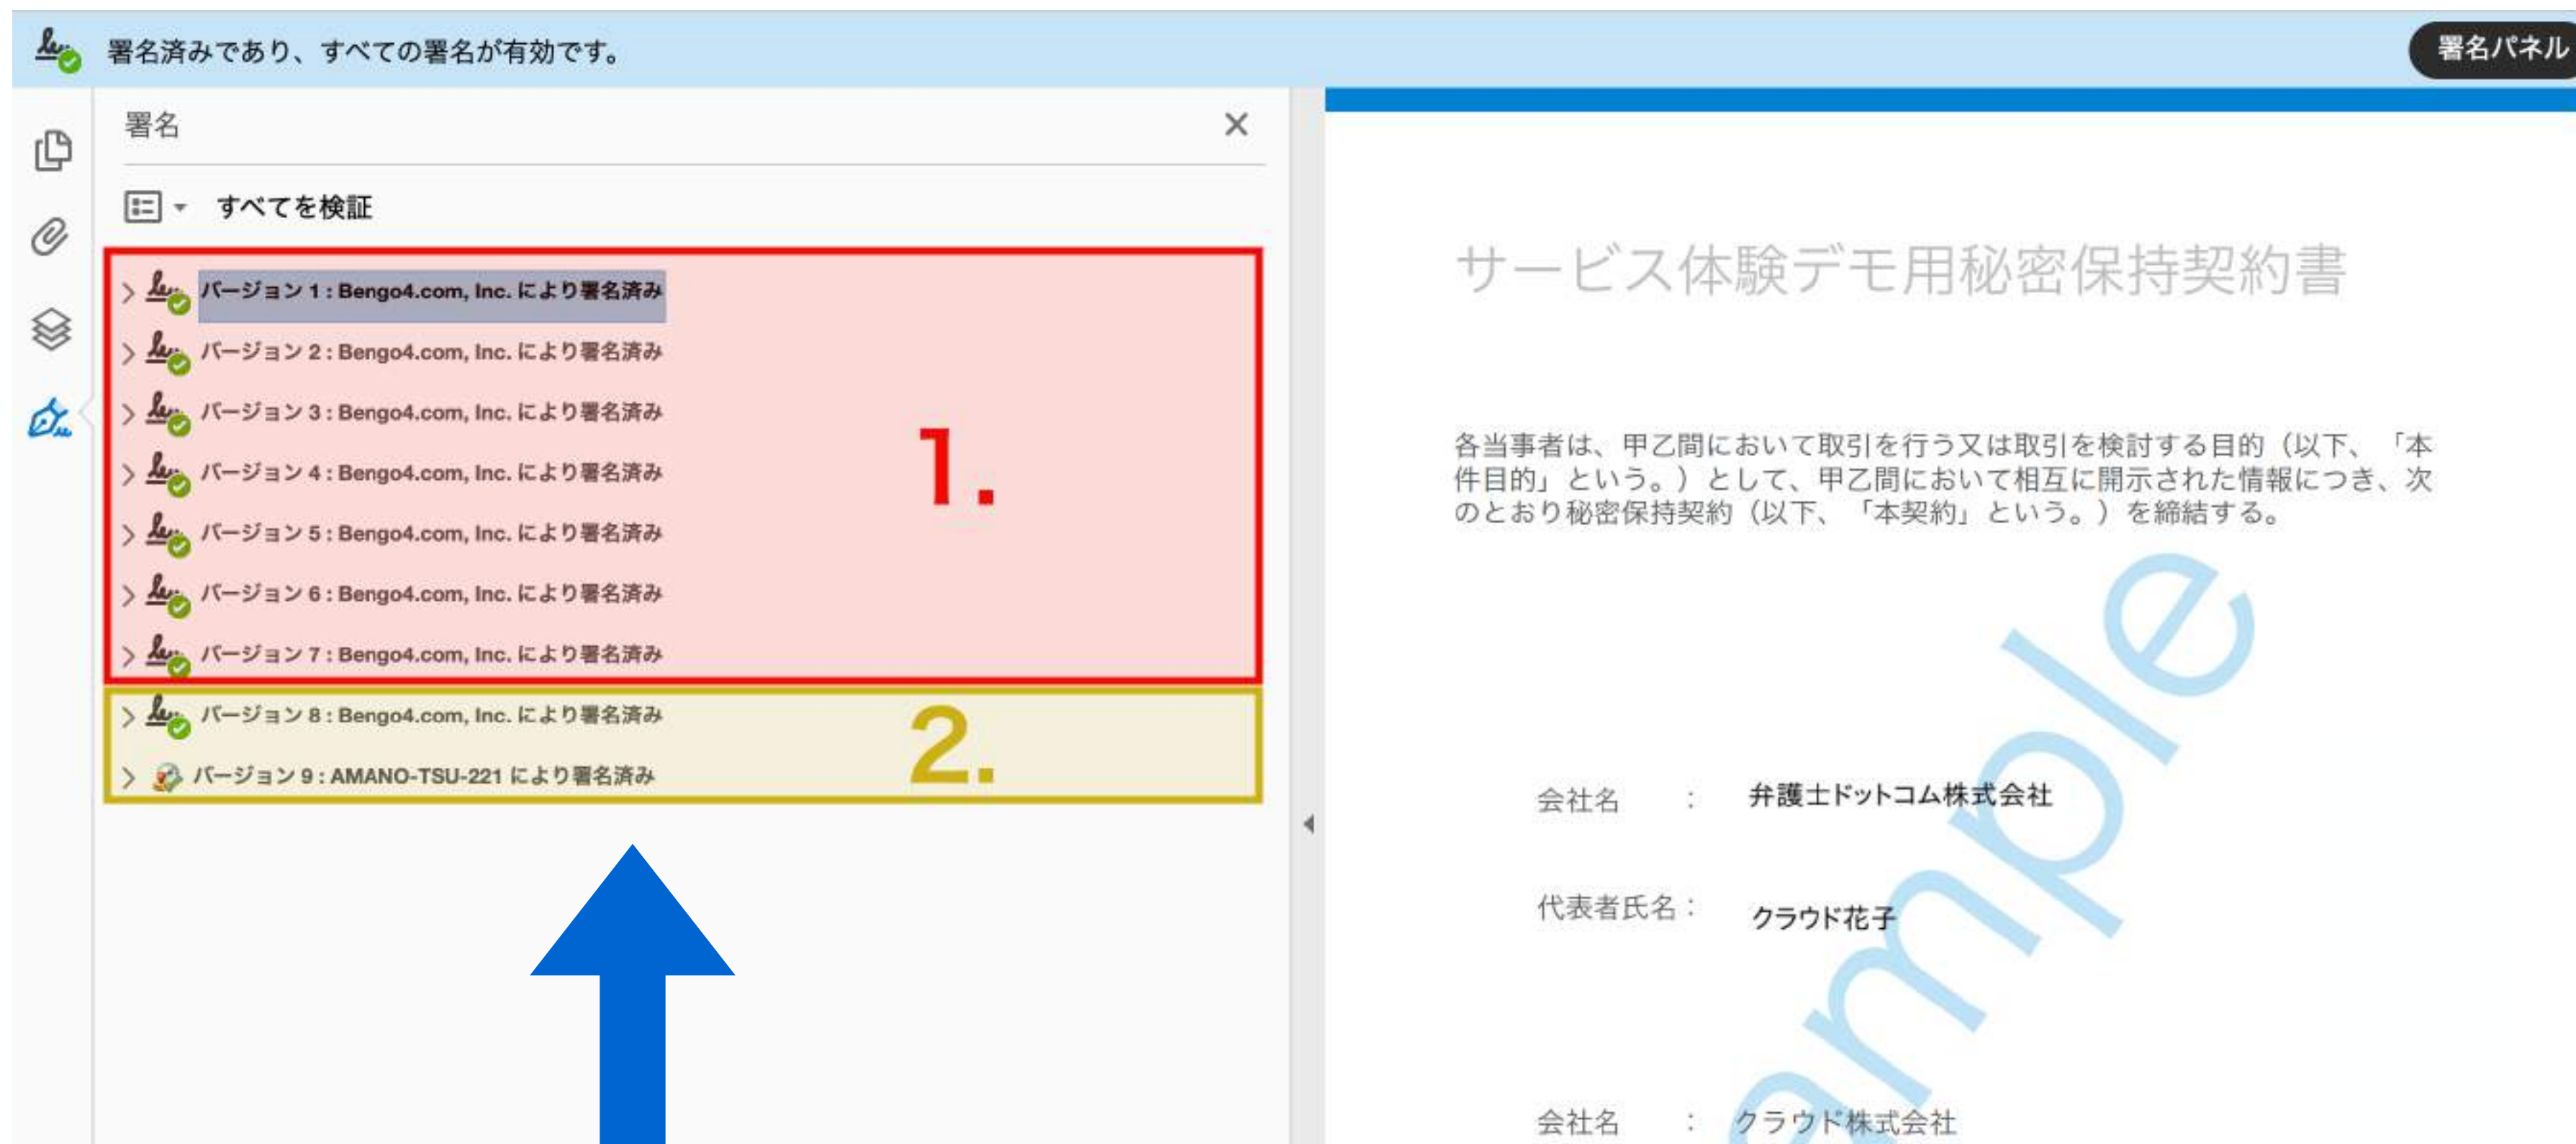 署名済みであり、すべての署名が有効です。
署名パネル
署名
すべてを検証
バージョン 1 : Bengo4.com, Inc. により署名済み
バージョン 2 : Bengo4.com, Inc. により署名済み
バージョン 3 : Bengo4.com, Inc. により署名済み
バージョン 4 : Bengo4.com, Inc. により署名済み
バージョン 5 : Bengo4.com, Inc. により署名済み
バージョン 6 : Bengo4.com, Inc. により署名済み
バージョン 7 : Bengo4.com, Inc. により署名済み
1.
バージョン 8 : Bengo4.com, Inc. により署名済み
バージョン 9 : AMANO-TSU-221 により署名済み
2.
サービス体験デモ用秘密保持契約書
各当事者は、甲乙間において取引を行う又は取引を検討する目的（以下、「本
件目的」という。）として、甲乙間において相互に開示された情報につき、次
のとおり秘密保持契約（以下、「本契約」という。）を締結する。
会社名　：　弁護士ドットコム株式会社
代表者氏名：　クラウド花子
会社名　：　クラウド株式会社
ample